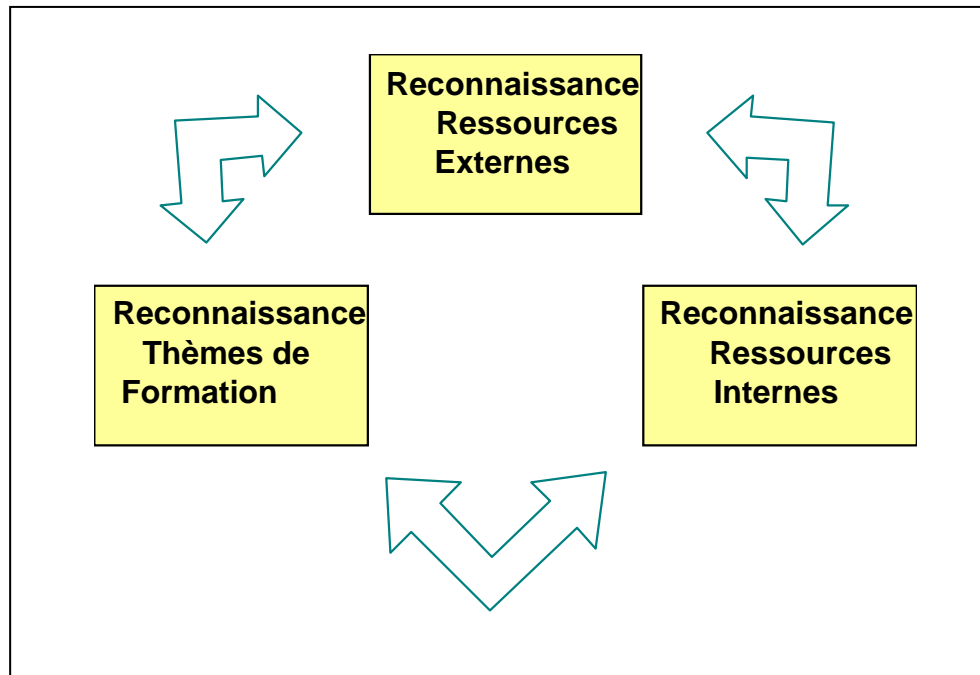 Reconnaissance
Ressources
Externes
Reconnaissance
Thèmes de
Formation
Reconnaissance
Ressources
Internes